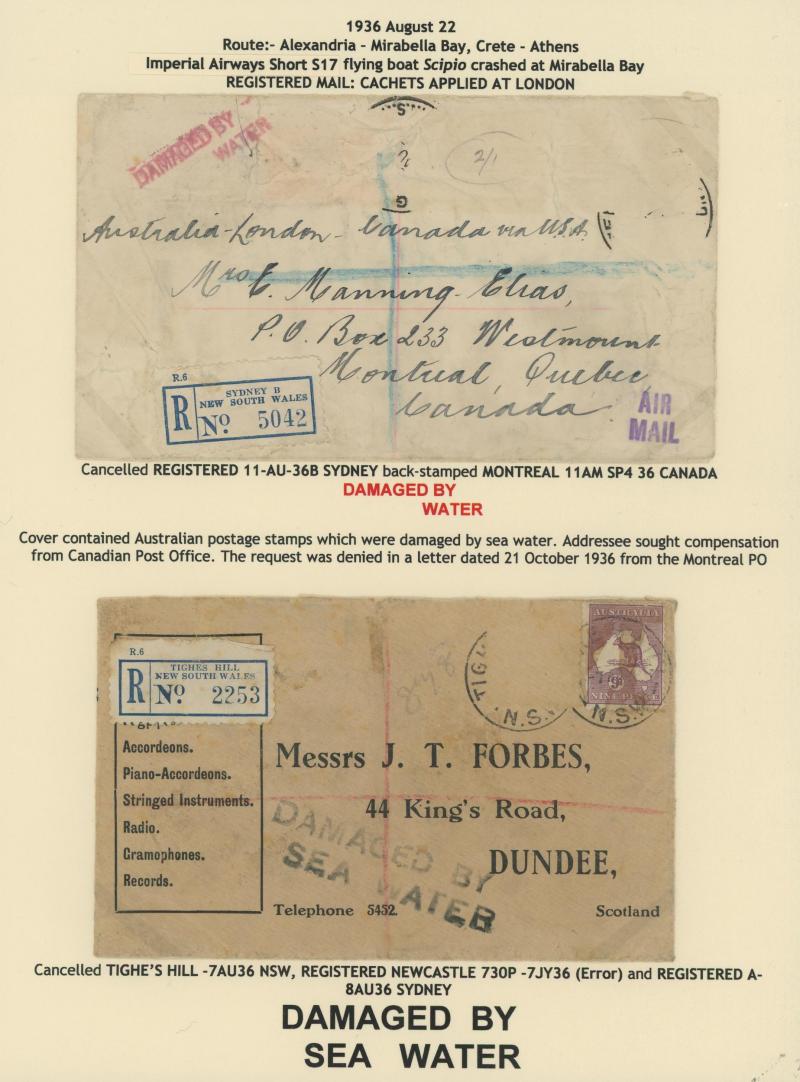 1936 August 22
Route:- Alexandria - Mirabella Bay, Crete - Athens
Imperial Airways Short S17 flying boat Scipio crashed at Mirabella Bay
REGISTERED MAIL: CACHETS APPLIED AT LONDON
DAMAGED BY
WATER
2/1
Australia-London - Canada via U.S.A.
Mrs E. Manning-Elias,
P.O. Box 233 Westmount
Montreal, Quebec,
Canada
R.6
R
SYDNEY B
NEW SOUTH WALES
No 5042
AIR
MAIL
Cancelled REGISTERED 11-AU-36B SYDNEY back-stamped MONTREAL 11AM SP4 36 CANADA
DAMAGED BY
WATER
Cover contained Australian postage stamps which were damaged by sea water. Addressee sought compensation
from Canadian Post Office. The request was denied in a letter dated 21 October 1936 from the Montreal PO
R.6
R
TIGHES HILL
NEW SOUTH WALES
No 2253
TIG
N.S.
AUSTRALIA
9D
NINE PENCE
N.S.W
Accordeons.
Piano-Accordeons.
Stringed Instruments.
Radio.
Gramophones.
Records.
Messrs J. T. FORBES,
44 King's Road,
DUNDEE,
Telephone 5452.
Scotland
DAMAGED BY
SEA WATER
Cancelled TIGHE'S HILL -7AU36 NSW, REGISTERED NEWCASTLE 730P -7JY36 (Error) and REGISTERED A-
8AU36 SYDNEY
DAMAGED BY
SEA WATER